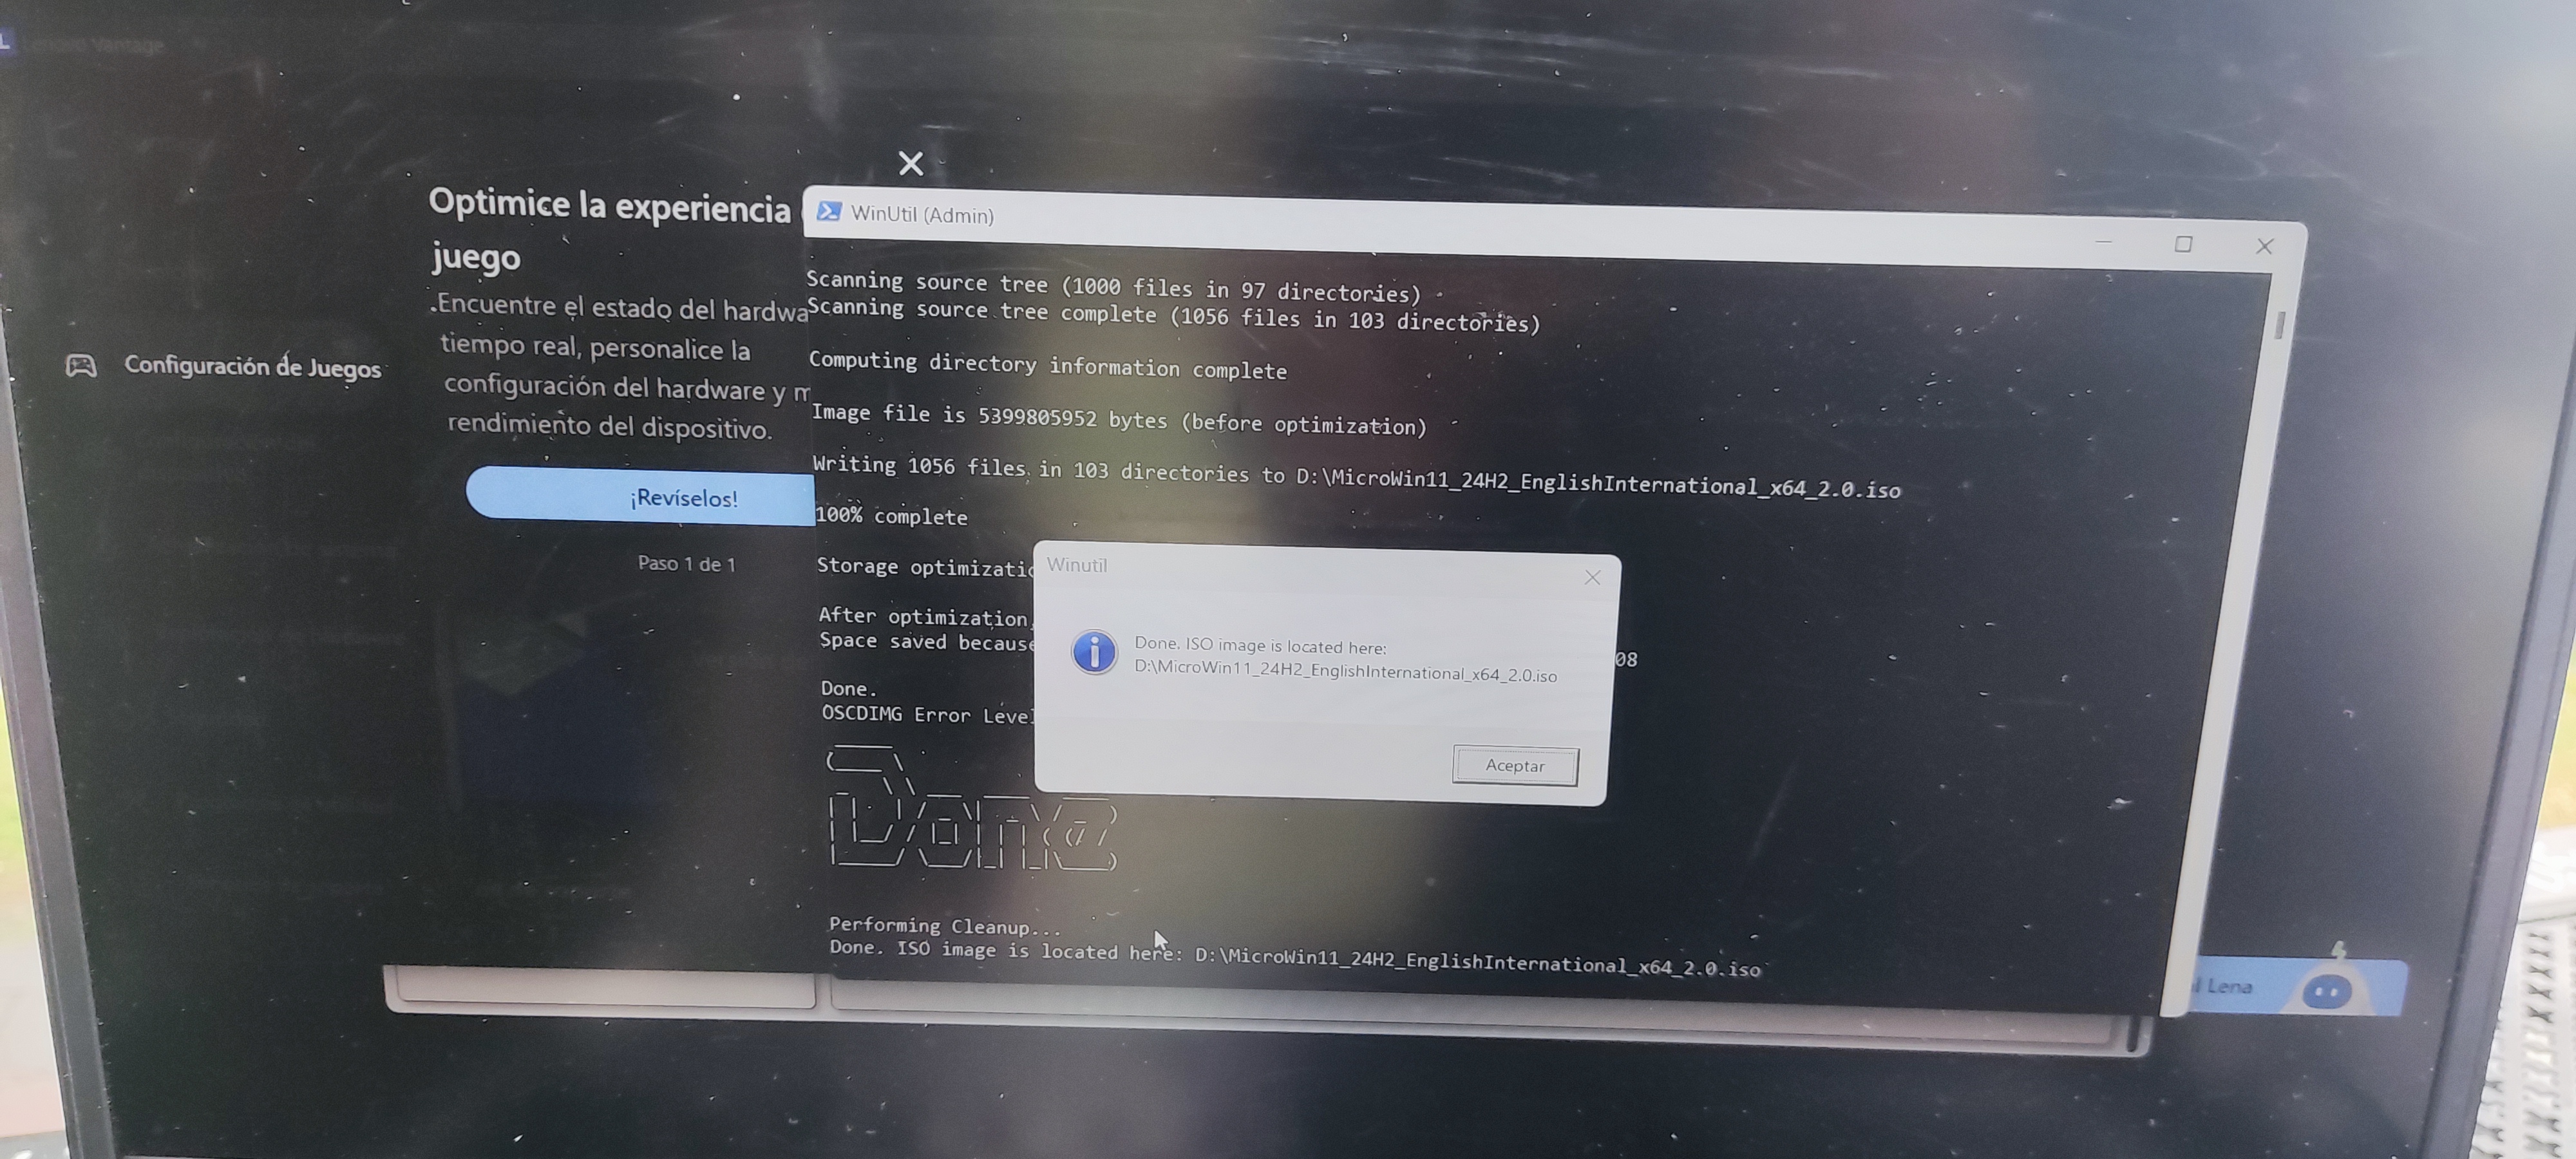 Lenovo Vantage
Optimice la experiencia
juego
.Encuentre el estado del hardwa
tiempo real, personalice la
configuración del hardware y m
rendimiento del dispositivo.
¡Revíselos!
Paso 1 de 1
Configuración de Juegos
WinUtil (Admin)
Scanning source tree (1000 files in 97 directories)
Scanning source tree complete (1056 files in 103 directories)
Computing directory information complete
Image file is 5399805952 bytes (before optimization)
Writing 1056 files in 103 directories to D:\MicroWin11_24H2_EnglishInternational_x64_2.0.iso
100% complete
Storage optimizatio
After optimization,
Space saved because
08
Done.
OSCDIMG Error Level
Done
Performing Cleanup...
Done. ISO image is located here: D:\MicroWin11_24H2_EnglishInternational_x64_2.0.iso
Winutil
Done. ISO image is located here:
D:\MicroWin11_24H2_EnglishInternational_x64_2.0.iso
Aceptar
l Lena